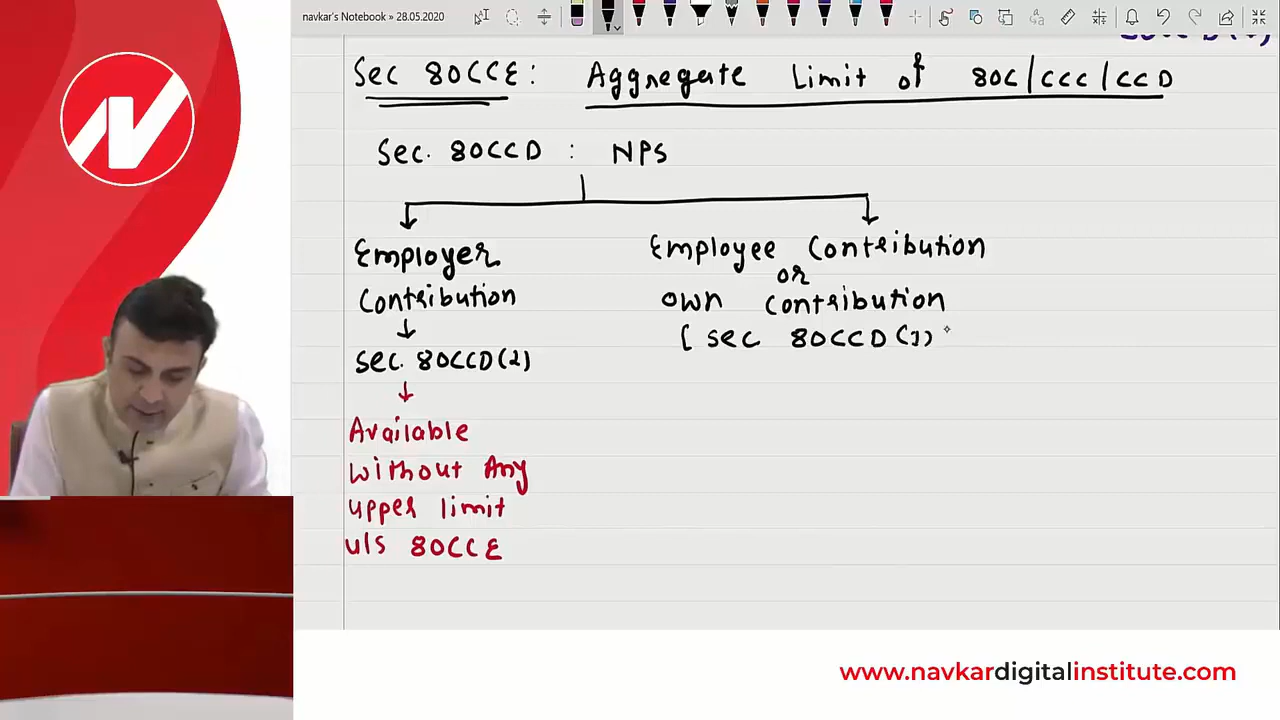 navkar's Notebook » 28.05.2020
Sec 80CCE: Aggregate Limit of 80C/CCC/CCD
Sec. 80CCD : NPS
Employer
Contribution
Sec. 80CCD(2)
Available
without Any
upper limit
u/s 80CCE
Employee Contribution
or
own Contribution
[ sec 80CCD(1)
www.navkardigitalinstitute.com